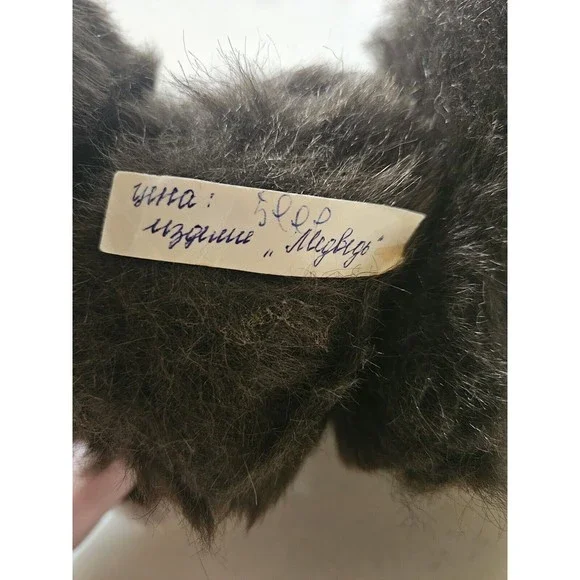 цена:
изделие „Медведь"